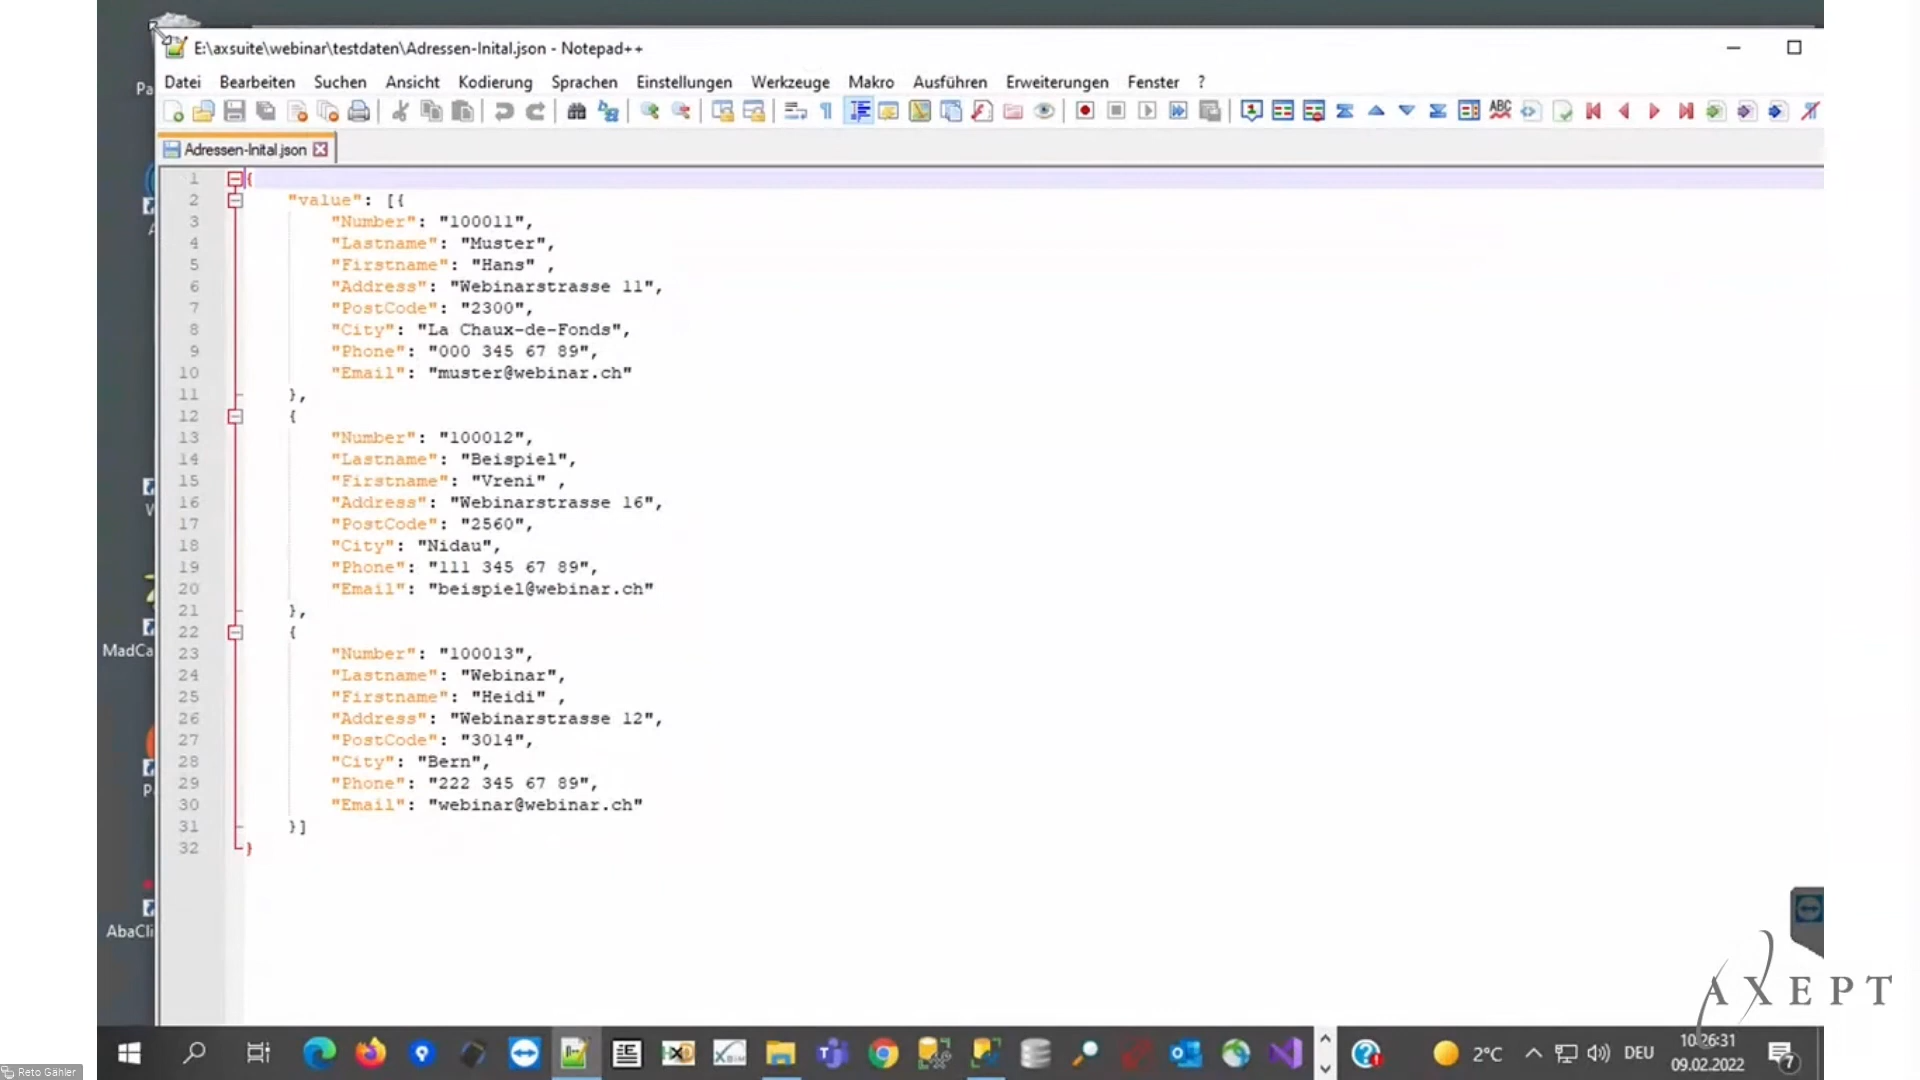 E:\axsuite\webinar\testdaten\Adressen-Inital.json - Notepad++
Datei Bearbeiten Suchen Ansicht Kodierung Sprachen Einstellungen Werkzeuge Makro Ausführen Erweiterungen Fenster ?
ABC
Adressen-Inital.json
1 {
2 "value": [{
3 "Number": "100011",
4 "Lastname": "Muster",
5 "Firstname": "Hans" ,
6 "Address": "Webinarstrasse 11",
7 "PostCode": "2300",
8 "City": "La Chaux-de-Fonds",
9 "Phone": "000 345 67 89",
10 "Email": "muster@webinar.ch"
11 },
12 {
13 "Number": "100012",
14 "Lastname": "Beispiel",
15 "Firstname": "Vreni" ,
16 "Address": "Webinarstrasse 16",
17 "PostCode": "2560",
18 "City": "Nidau",
19 "Phone": "111 345 67 89",
20 "Email": "beispiel@webinar.ch"
21 },
22 {
23 "Number": "100013",
24 "Lastname": "Webinar",
25 "Firstname": "Heidi" ,
26 "Address": "Webinarstrasse 12",
27 "PostCode": "3014",
28 "City": "Bern",
29 "Phone": "222 345 67 89",
30 "Email": "webinar@webinar.ch"
31 }]
32 }
Pa
MadCa
P
AbaCli
AXEPT
2°C DEU 10:26:31
09.02.2022
7
Reto Gähler